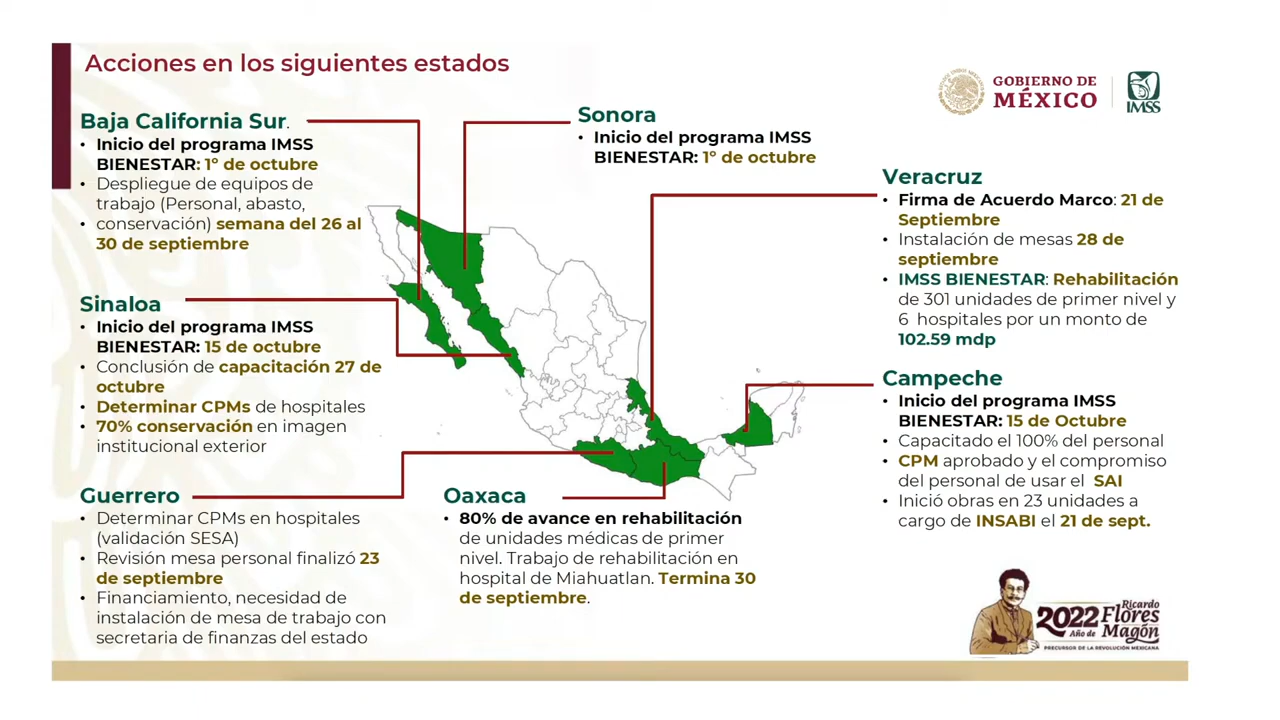 Acciones en los siguientes estados
GOBIERNO DE
MÉXICO
IMSS
Baja California Sur.
• Inicio del programa IMSS
BIENESTAR: 1º de octubre
• Despliegue de equipos de
trabajo (Personal, abasto,
• conservación) semana del 26 al
30 de septiembre
Sonora
• Inicio del programa IMSS
BIENESTAR: 1º de octubre
Veracruz
• Firma de Acuerdo Marco: 21 de
Septiembre
• Instalación de mesas 28 de
septiembre
• IMSS BIENESTAR: Rehabilitación
de 301 unidades de primer nivel y
6 hospitales por un monto de
102.59 mdp
Sinaloa
• Inicio del programa IMSS
BIENESTAR: 15 de octubre
• Conclusión de capacitación 27 de
octubre
• Determinar CPMs de hospitales
• 70% conservación en imagen
institucional exterior
Campeche
• Inicio del programa IMSS
BIENESTAR: 15 de Octubre
• Capacitado el 100% del personal
• CPM aprobado y el compromiso
del personal de usar el SAI
• Inició obras en 23 unidades a
cargo de INSABI el 21 de sept.
Guerrero
• Determinar CPMs en hospitales
(validación SESA)
• Revisión mesa personal finalizó 23
de septiembre
• Financiamiento, necesidad de
instalación de mesa de trabajo con
secretaria de finanzas del estado
Oaxaca
• 80% de avance en rehabilitación
de unidades médicas de primer
nivel. Trabajo de rehabilitación en
hospital de Miahuatlan. Termina 30
de septiembre.
2022 Ricardo
Flores
Año de Magón
PRECURSOR DE LA REVOLUCIÓN MEXICANA